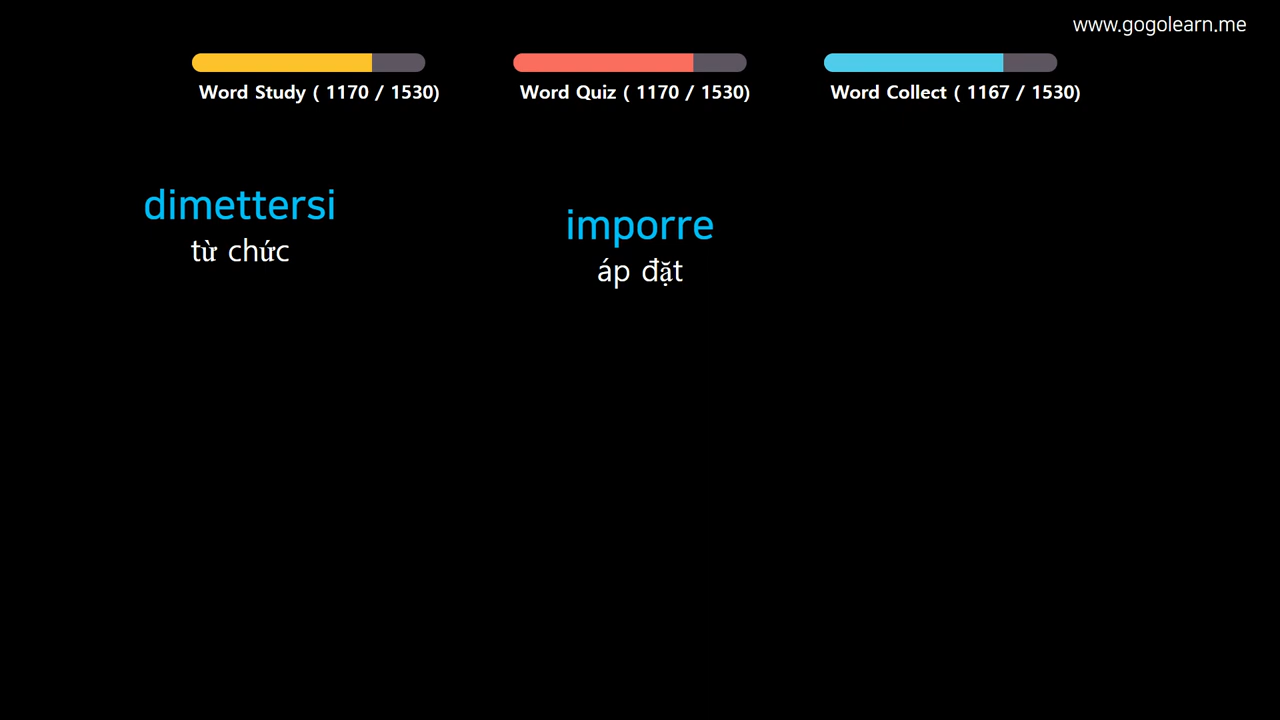 www.gogolearn.me
Word Study ( 1170 / 1530)
Word Quiz ( 1170 / 1530)
Word Collect ( 1167 / 1530)
dimettersi
từ chức
imporre
áp đặt